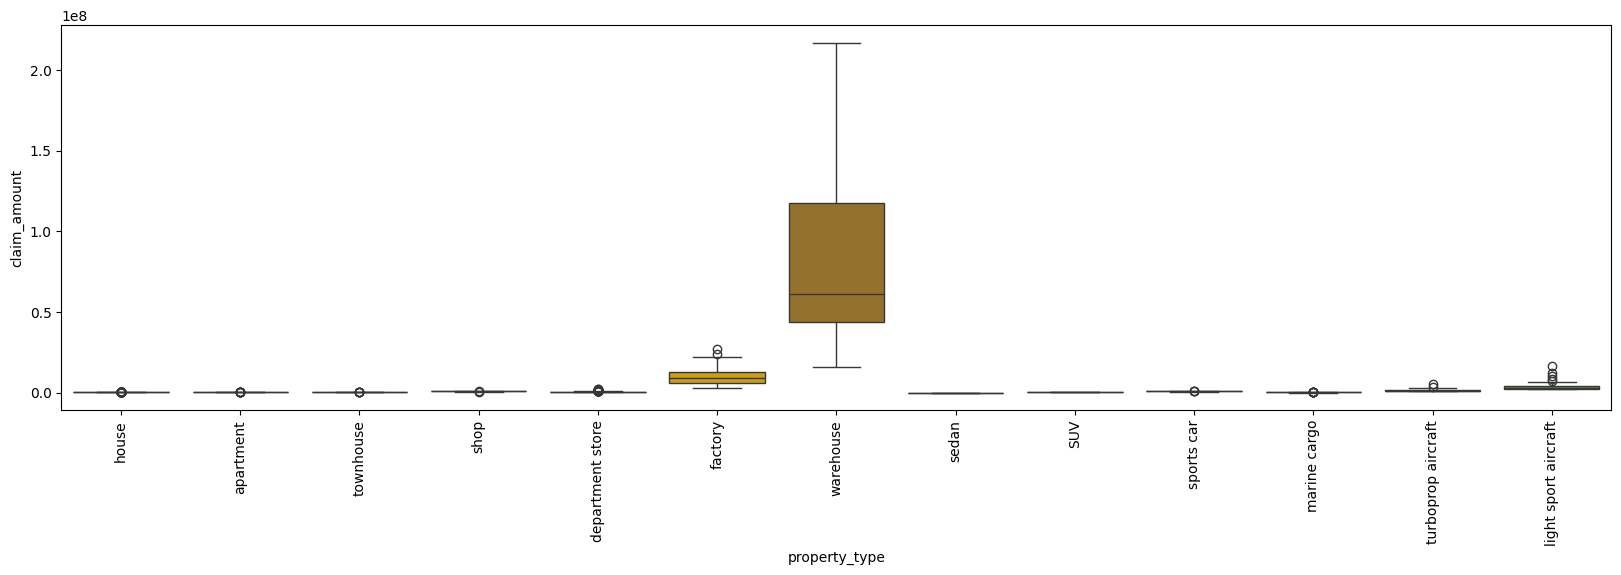 1e8
2.0
1.5
1.0
0.5
0.0
claim_amount
house
apartment
townhouse
shop
department store
factory
warehouse
sedan
SUV
sports car
marine cargo
turboprop aircraft
light sport aircraft
property_type